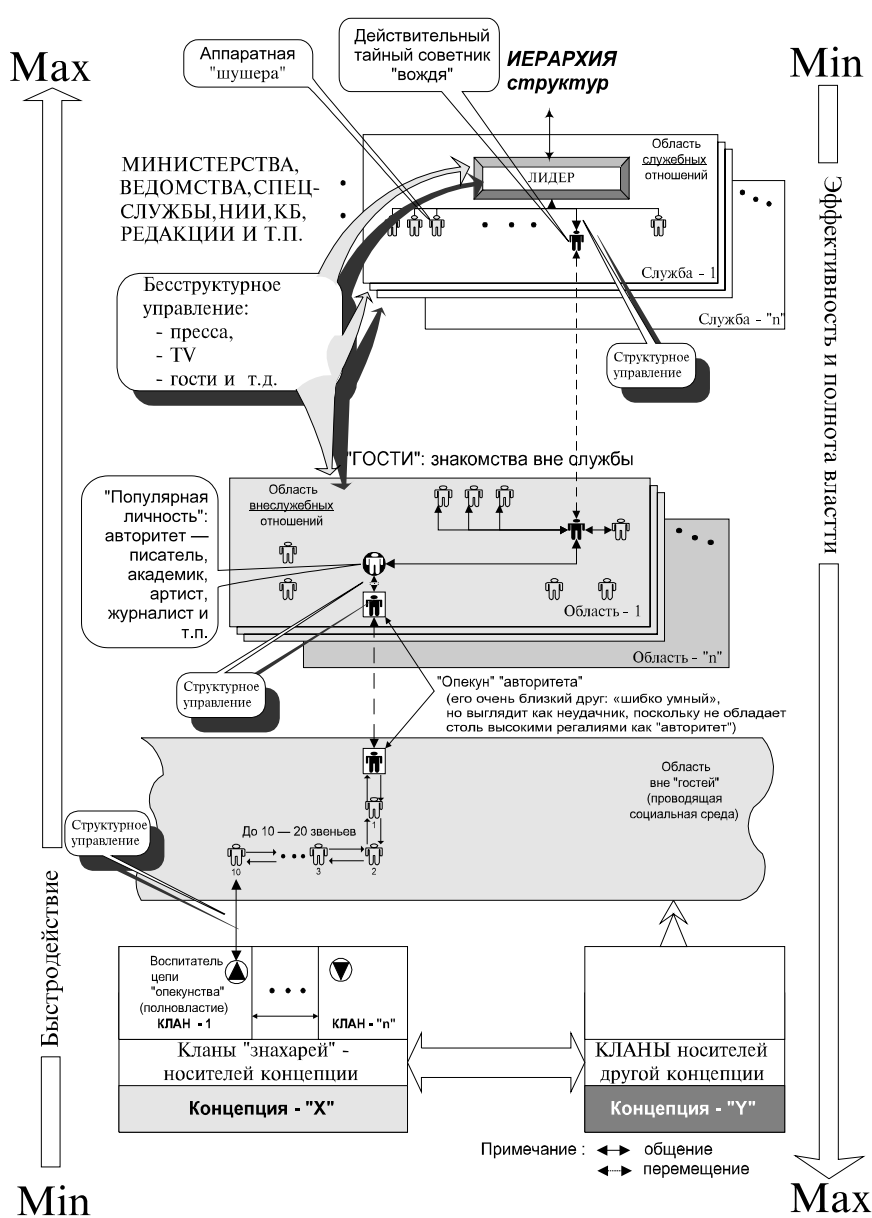 Действительный
тайный советник
"вождя"
Аппаратная
"шушера"
ИЕРАРХИЯ
структур
Max
Min
МИНИСТЕРСТВА,
ВЕДОМСТВА,СПЕЦ-
СЛУЖБЫ,НИИ,КБ,
РЕДАКЦИИ И Т.П.
Область
служебных
отношений
ЛИДЕР
Служба - 1
Служба - "n"
Бесструктурное
управление:
- пресса,
- TV
- гости и т.д.
Структурное
управление
Эффективность и полнота властти
"ГОСТИ": знакомства вне службы
Область
внеслужебных
отношений
"Популярная
личность":
авторитет —
писатель,
академик,
артист,
журналист и
т.п.
Область - 1
Область - "n"
Структурное
управление
"Опекун" "авторитета"
(его очень близкий друг: «шибко умный»,
но выглядит как неудачник, поскольку не обладает
столь высокими регалиями как "авторитет")
Область
вне "гостей"
(проводящая
социальная среда)
Структурное
управление
До 10 — 20 звеньев
1
10
3
2
Быстродействие
Воспитатель
цепи
"опекунства"
(полновластие)
КЛАН - 1
КЛАН - "n"
Кланы "знахарей" -
носителей концепции
Концепция - "X"
КЛАНЫ носителей
другой концепции
Концепция - "Y"
Примечание :
общение
перемещение
Min
Max